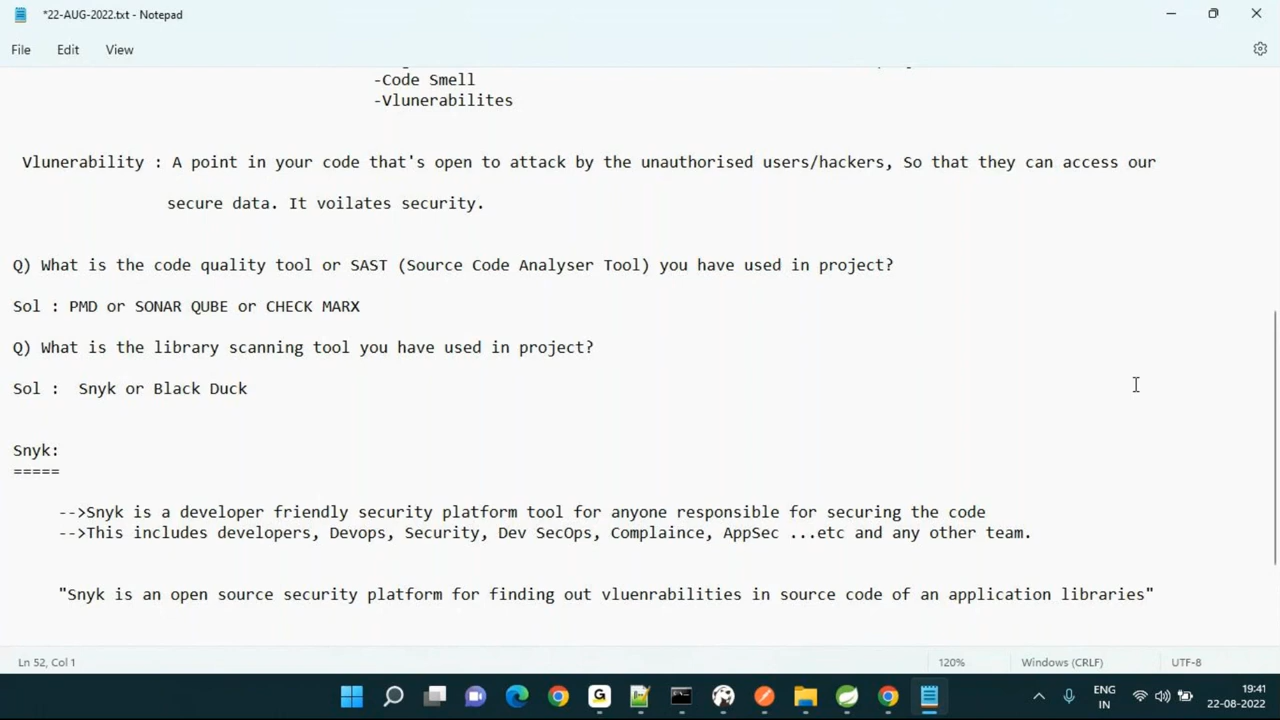 *22-AUG-2022.txt - Notepad
File Edit View
-Code Smell
-Vlunerabilites
Vlunerability : A point in your code that's open to attack by the unauthorised users/hackers, So that they can access our
secure data. It voilates security.
Q) What is the code quality tool or SAST (Source Code Analyser Tool) you have used in project?
Sol : PMD or SONAR QUBE or CHECK MARX
Q) What is the library scanning tool you have used in project?
Sol :  Snyk or Black Duck
Snyk:
=====
-->Snyk is a developer friendly security platform tool for anyone responsible for securing the code
-->This includes developers, Devops, Security, Dev SecOps, Complaince, AppSec ...etc and any other team.
"Snyk is an open source security platform for finding out vluenrabilities in source code of an application libraries"
Ln 52, Col 1 120% Windows (CRLF) UTF-8
ENG 19:41
IN 22-08-2022